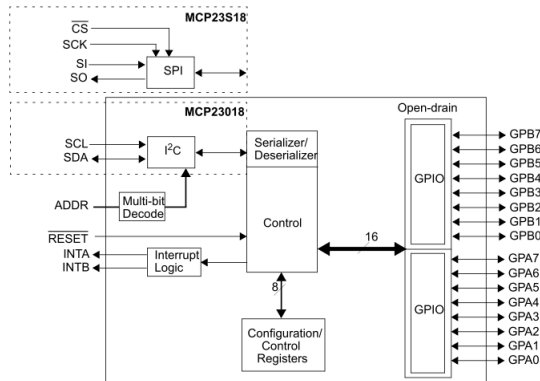 MCP23S18
CS
SCK
SI
SO
SPI
MCP23018
Open-drain
SCL
SDA
I²C
Serializer/
Deserializer
ADDR
Multi-bit
Decode
Control
RESET
INTA
INTB
Interrupt
Logic
16
8
Configuration/
Control
Registers
GPIO
GPB7
GPB6
GPB5
GPB4
GPB3
GPB2
GPB1
GPB0
GPIO
GPA7
GPA6
GPA5
GPA4
GPA3
GPA2
GPA1
GPA0